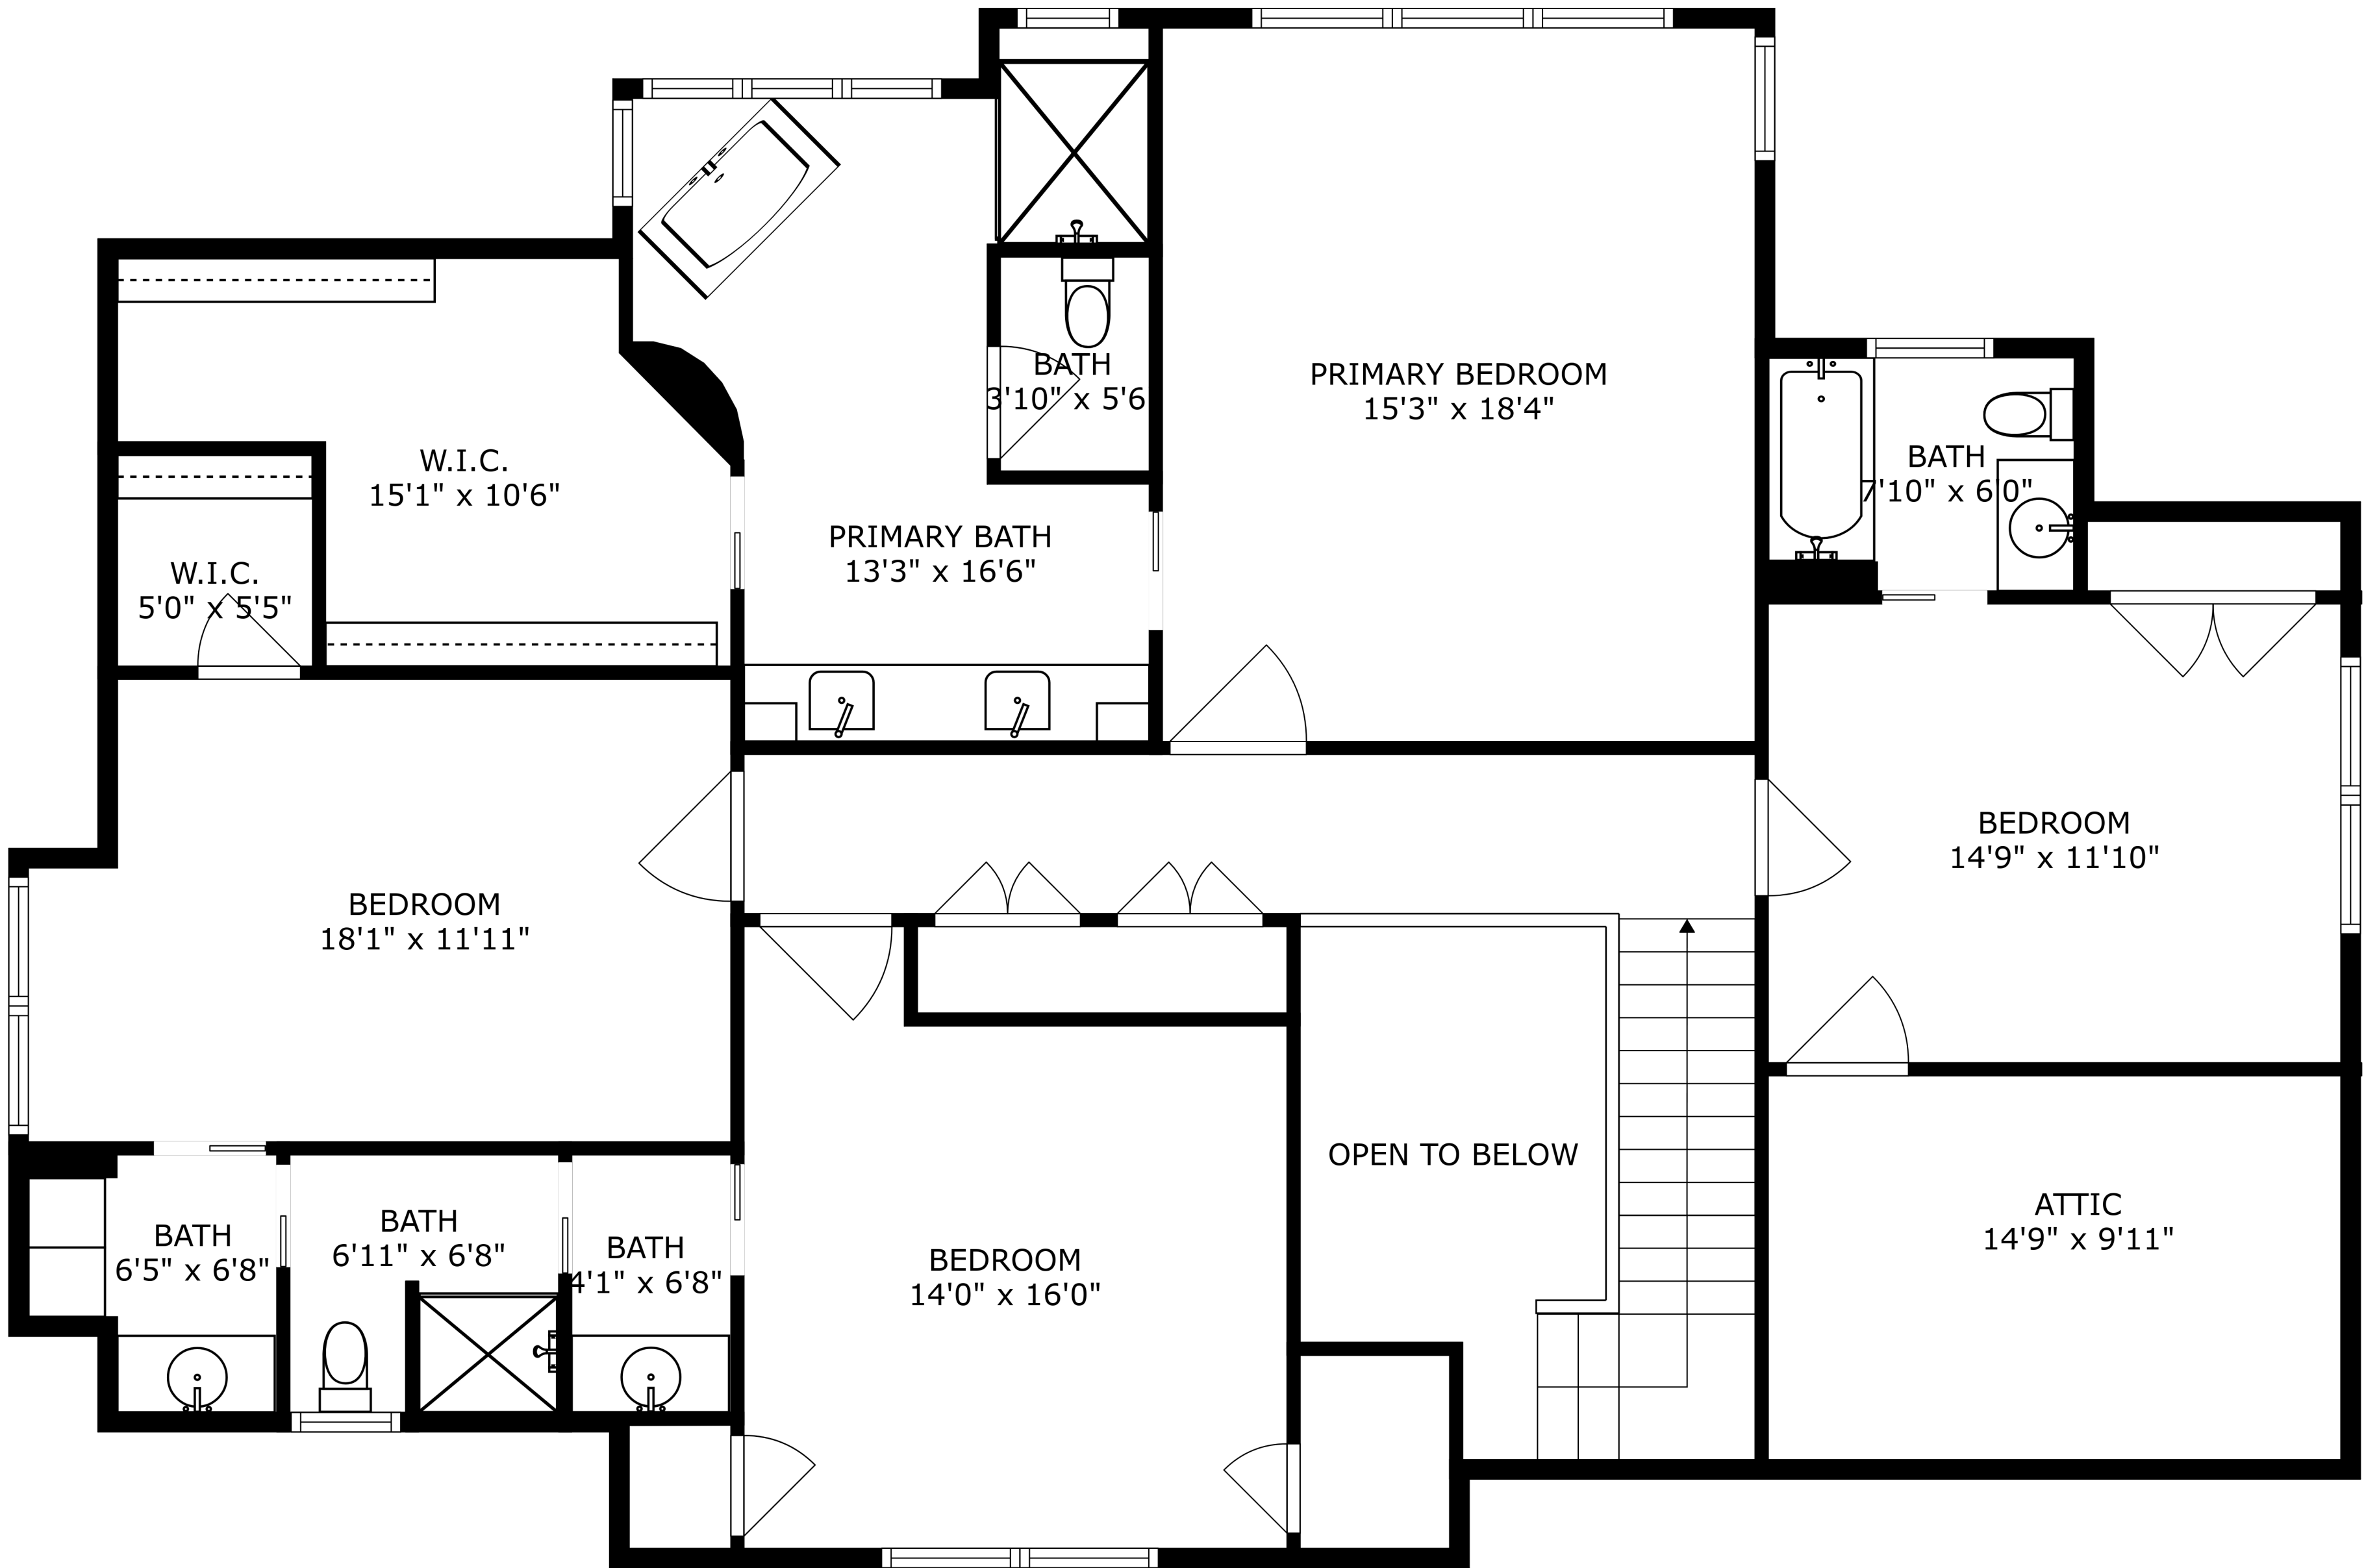 BATH
3'10" x 5'6
PRIMARY BEDROOM
15'3" x 18'4"
W.I.C.
15'1" x 10'6"
BATH
7'10" x 6'0"
PRIMARY BATH
13'3" x 16'6"
W.I.C.
5'0" x 5'5"
BEDROOM
14'9" x 11'10"
BEDROOM
18'1" x 11'11"
OPEN TO BELOW
ATTIC
14'9" x 9'11"
BATH
6'5" x 6'8"
BATH
6'11" x 6'8"
BATH
4'1" x 6'8"
BEDROOM
14'0" x 16'0"